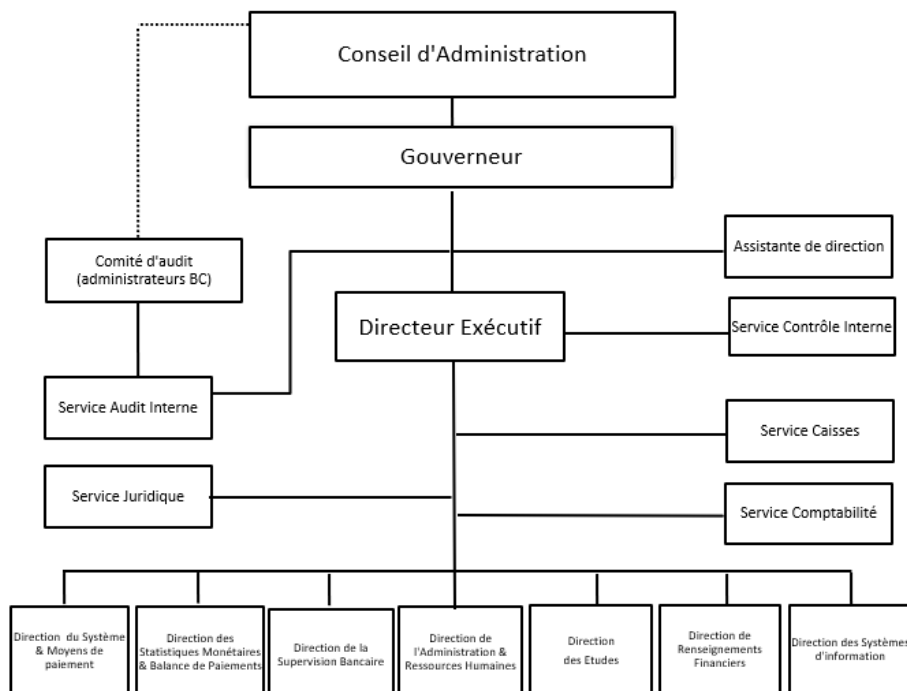 Conseil d'Administration
Gouverneur
Comité d'audit
(administrateurs BC)
Assistante de direction
Directeur Exécutif
Service Contrôle Interne
Service Audit Interne
Service Caisses
Service Juridique
Service Comptabilité
Direction du Système
& Moyens de
paiement
Direction des
Statistiques Monétaires
& Balance de Paiements
Direction de la
Supervision Bancaire
Direction de
l'Administration &
Ressources Humaines
Direction
des Etudes
Direction de
Renseignements
Financiers
Direction des Systèmes
d'information